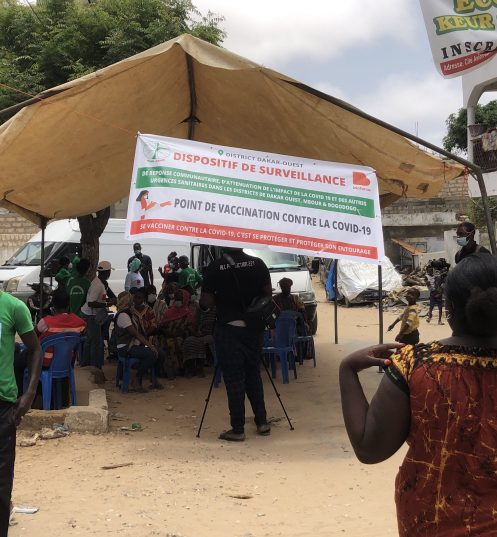 DISTRICT DAKAR-OUEST
DISPOSITIF DE SURVEILLANCE
DE REPONSE COMMUNAUTAIRE, D'ATTENUATION DE L'IMPACT DE LA COVID 19 ET DES AUTRES
URGENCES SANITAIRES DANS LES DISTRICTS DE DAKAR OUEST, MBOUR & BOGODOGO.
POINT DE VACCINATION CONTRE LA COVID-19
SE VACCINER CONTRE LA COVID-19, C'EST SE PROTÉGER ET PROTÉGER SON ENTOURAGE
KEUR
INSCR